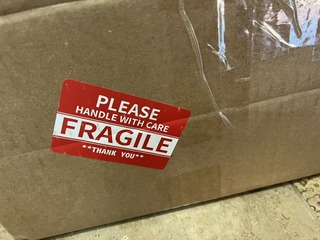 PLEASE
HANDLE WITH CARE
FRAGILE
**THANK YOU**